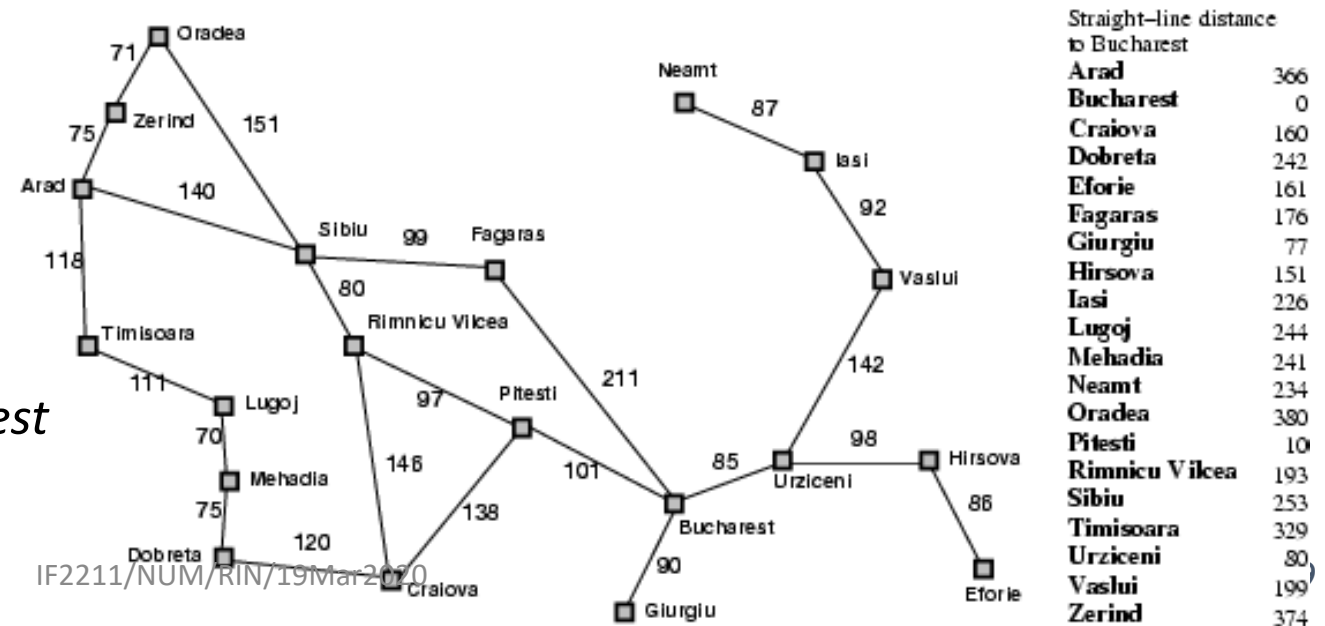 Oradea
71
Neamt
Zerind
87
75
151
Iasi
Arad
140
92
Sibiu
99
Fagaras
118
80
Vaslui
Timisoara
Rimnicu Vilcea
111
142
211
Lugoj
97
Pitesti
est
70
98
Hirsova
146
85
Mehadia
101
Urziceni
75
138
86
Bucharest
120
Dobreta
90
IF2211/NUM/RIN/19Mar2020
Craiova
Eforie
Giurgiu
Straight–line distance
to Bucharest
Arad 366
Bucharest 0
Craiova 160
Dobreta 242
Eforie 161
Fagaras 176
Giurgiu 77
Hirsova 151
Iasi 226
Lugoj 244
Mehadia 241
Neamt 234
Oradea 380
Pitesti 10
Rimnicu Vilcea 193
Sibiu 253
Timisoara 329
Urziceni 80
Vaslui 199
Zerind 374